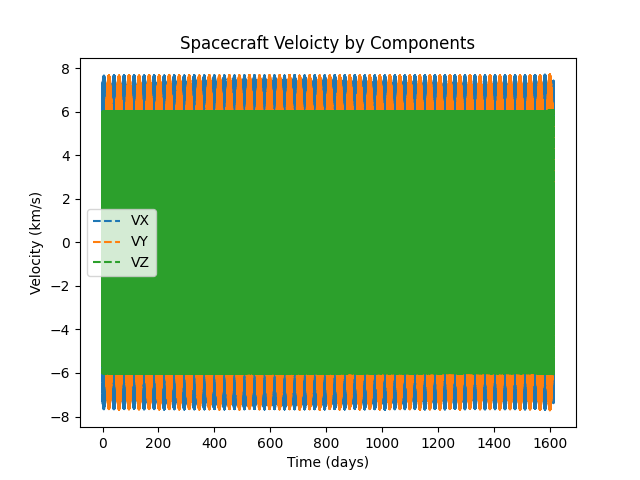 Spacecraft Veloicty by Components
8
6
4
2
0
−2
−4
−6
−8
Velocity (km/s)
VX
VY
VZ
0 200 400 600 800 1000 1200 1400 1600
Time (days)